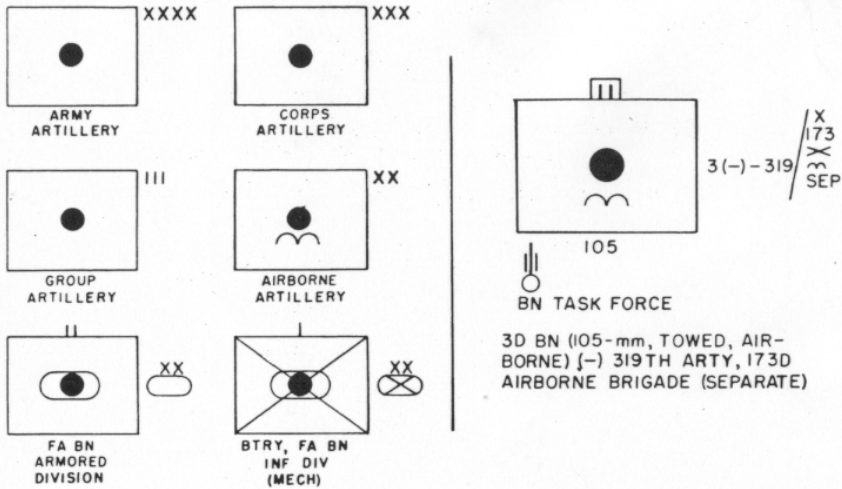 XXXX
ARMY
ARTILLERY
XXX
CORPS
ARTILLERY
III
GROUP
ARTILLERY
XX
AIRBORNE
ARTILLERY
II
XX
FA BN
ARMORED
DIVISION
I
XX
BTRY, FA BN
INF DIV
(MECH)
II
3(-)-319
X
173
SEP
105
BN TASK FORCE
3D BN (105-mm, TOWED, AIR-
BORNE) (-) 319TH ARTY, 173D
AIRBORNE BRIGADE (SEPARATE)